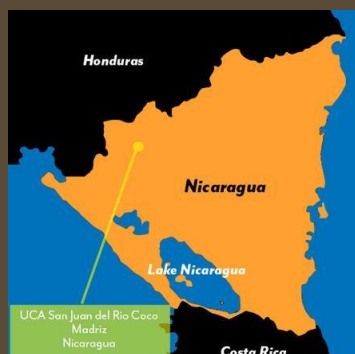 Honduras
Nicaragua
Lake Nicaragua
UCA San Juan del Rio Coco
Madriz
Nicaragua
Costa Rica